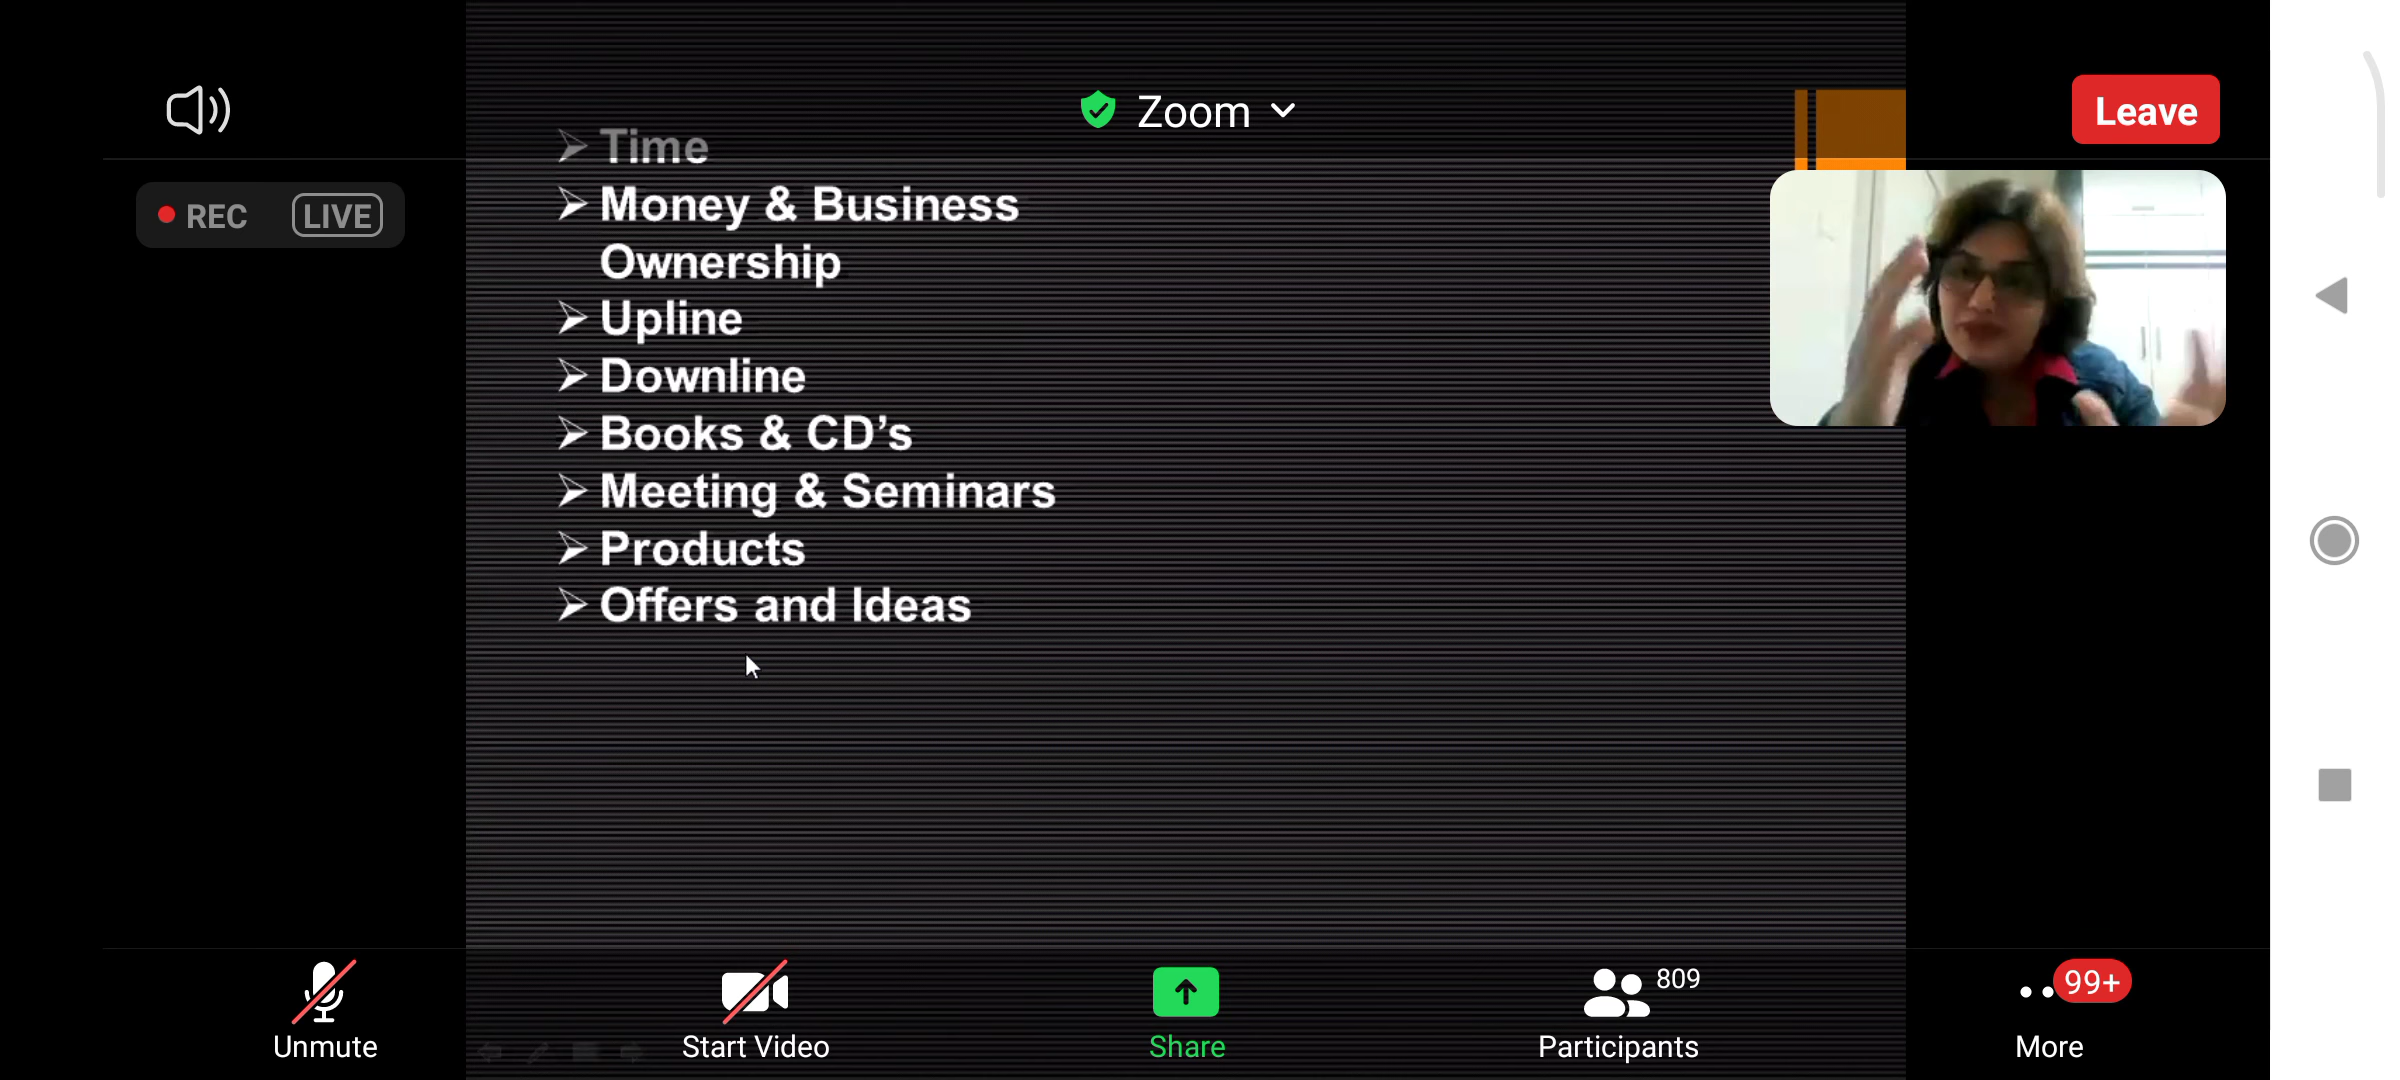 Zoom
Leave
REC LIVE
➢ Time
➢ Money & Business
Ownership
➢ Upline
➢ Downline
➢ Books & CD’s
➢ Meeting & Seminars
➢ Products
➢ Offers and Ideas
809
99+
Unmute
Start Video
Share
Participants
More